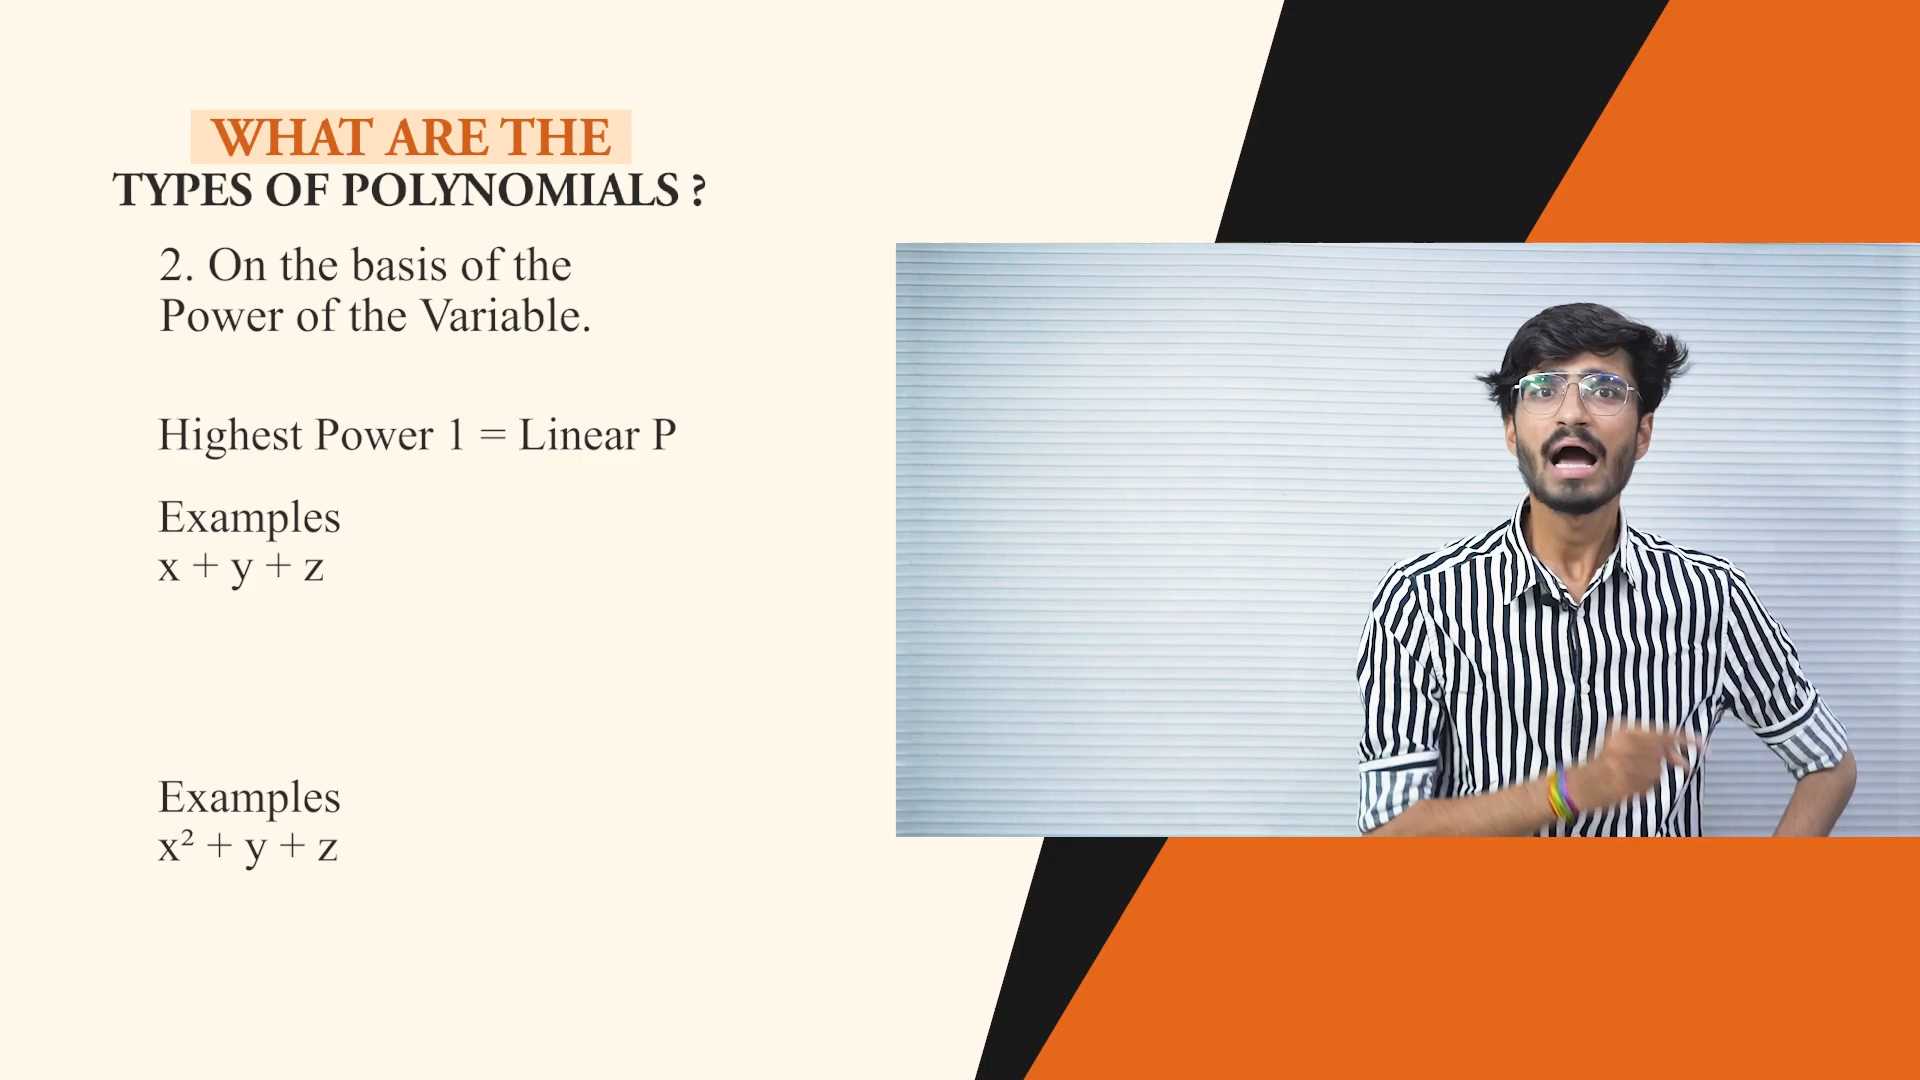 WHAT ARE THE
TYPES OF POLYNOMIALS ?
2. On the basis of the
Power of the Variable.
Highest Power 1 = Linear P
Examples
x + y + z
Examples
x² + y + z